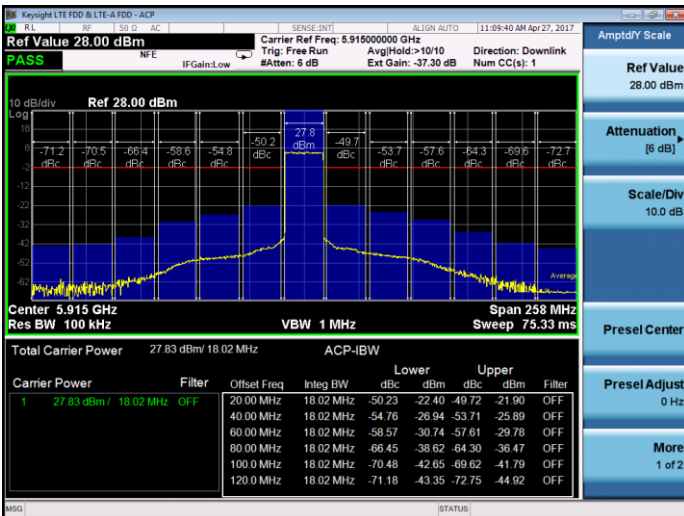 Keysight LTE FDD & LTE-A FDD - ACP
RL RF 50 Ω AC SENSE:INT ALIGN AUTO 11:09:40 AM Apr 27, 2017
Ref Value 28.00 dBm
Carrier Ref Freq: 5.915000000 GHz
PASS NFE Trig: Free Run Avg|Hold:>10/10 Direction: Downlink
IFGain:Low #Atten: 6 dB Ext Gain: -37.30 dB Num CC(s): 1
10 dB/div Ref 28.00 dBm
Log
18
8
-2
-12
-22
-32
-42
-52
-62
-71.2 dBc
-70.5 dBc
-66.4 dBc
-58.6 dBc
-54.8 dBc
-50.2 dBc
27.8 dBm
-49.7 dBc
-53.7 dBc
-57.6 dBc
-64.3 dBc
-69.6 dBc
-72.7 dBc
Average
Center 5.915 GHz Span 258 MHz
Res BW 100 kHz VBW 1 MHz Sweep 75.33 ms
Total Carrier Power 27.83 dBm/ 18.02 MHz ACP-IBW
Lower Upper
Carrier Power Filter Offset Freq Integ BW dBc dBm dBc dBm Filter
1 27.83 dBm / 18.02 MHz OFF 20.00 MHz 18.02 MHz -50.23 -22.40 -49.72 -21.90 OFF
40.00 MHz 18.02 MHz -54.76 -26.94 -53.71 -25.89 OFF
60.00 MHz 18.02 MHz -58.57 -30.74 -57.61 -29.78 OFF
80.00 MHz 18.02 MHz -66.45 -38.62 -64.30 -36.47 OFF
100.0 MHz 18.02 MHz -70.48 -42.65 -69.62 -41.79 OFF
120.0 MHz 18.02 MHz -71.18 -43.35 -72.75 -44.92 OFF
MSG STATUS
Amptd/Y Scale
Ref Value
28.00 dBm
Attenuation
[6 dB]
Scale/Div
10.0 dB
Presel Center
Presel Adjust
0 Hz
More
1 of 2